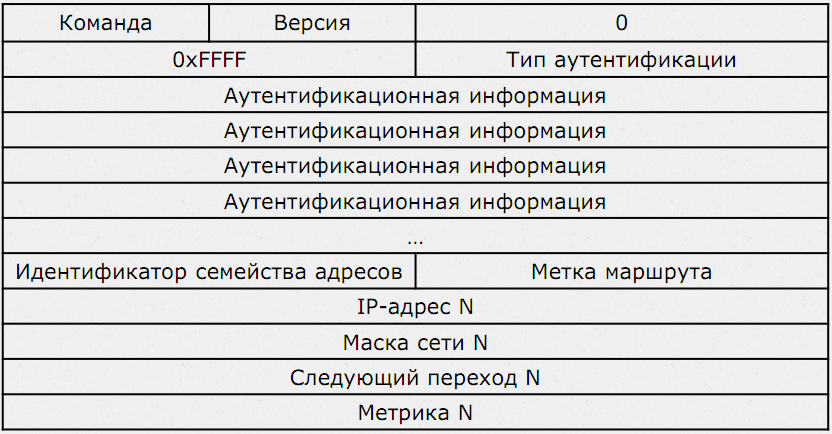 Команда Версия 0
0xFFFF Тип аутентификации
Аутентификационная информация
Аутентификационная информация
Аутентификационная информация
Аутентификационная информация
...
Идентификатор семейства адресов Метка маршрута
IP-адрес N
Маска сети N
Следующий переход N
Метрика N